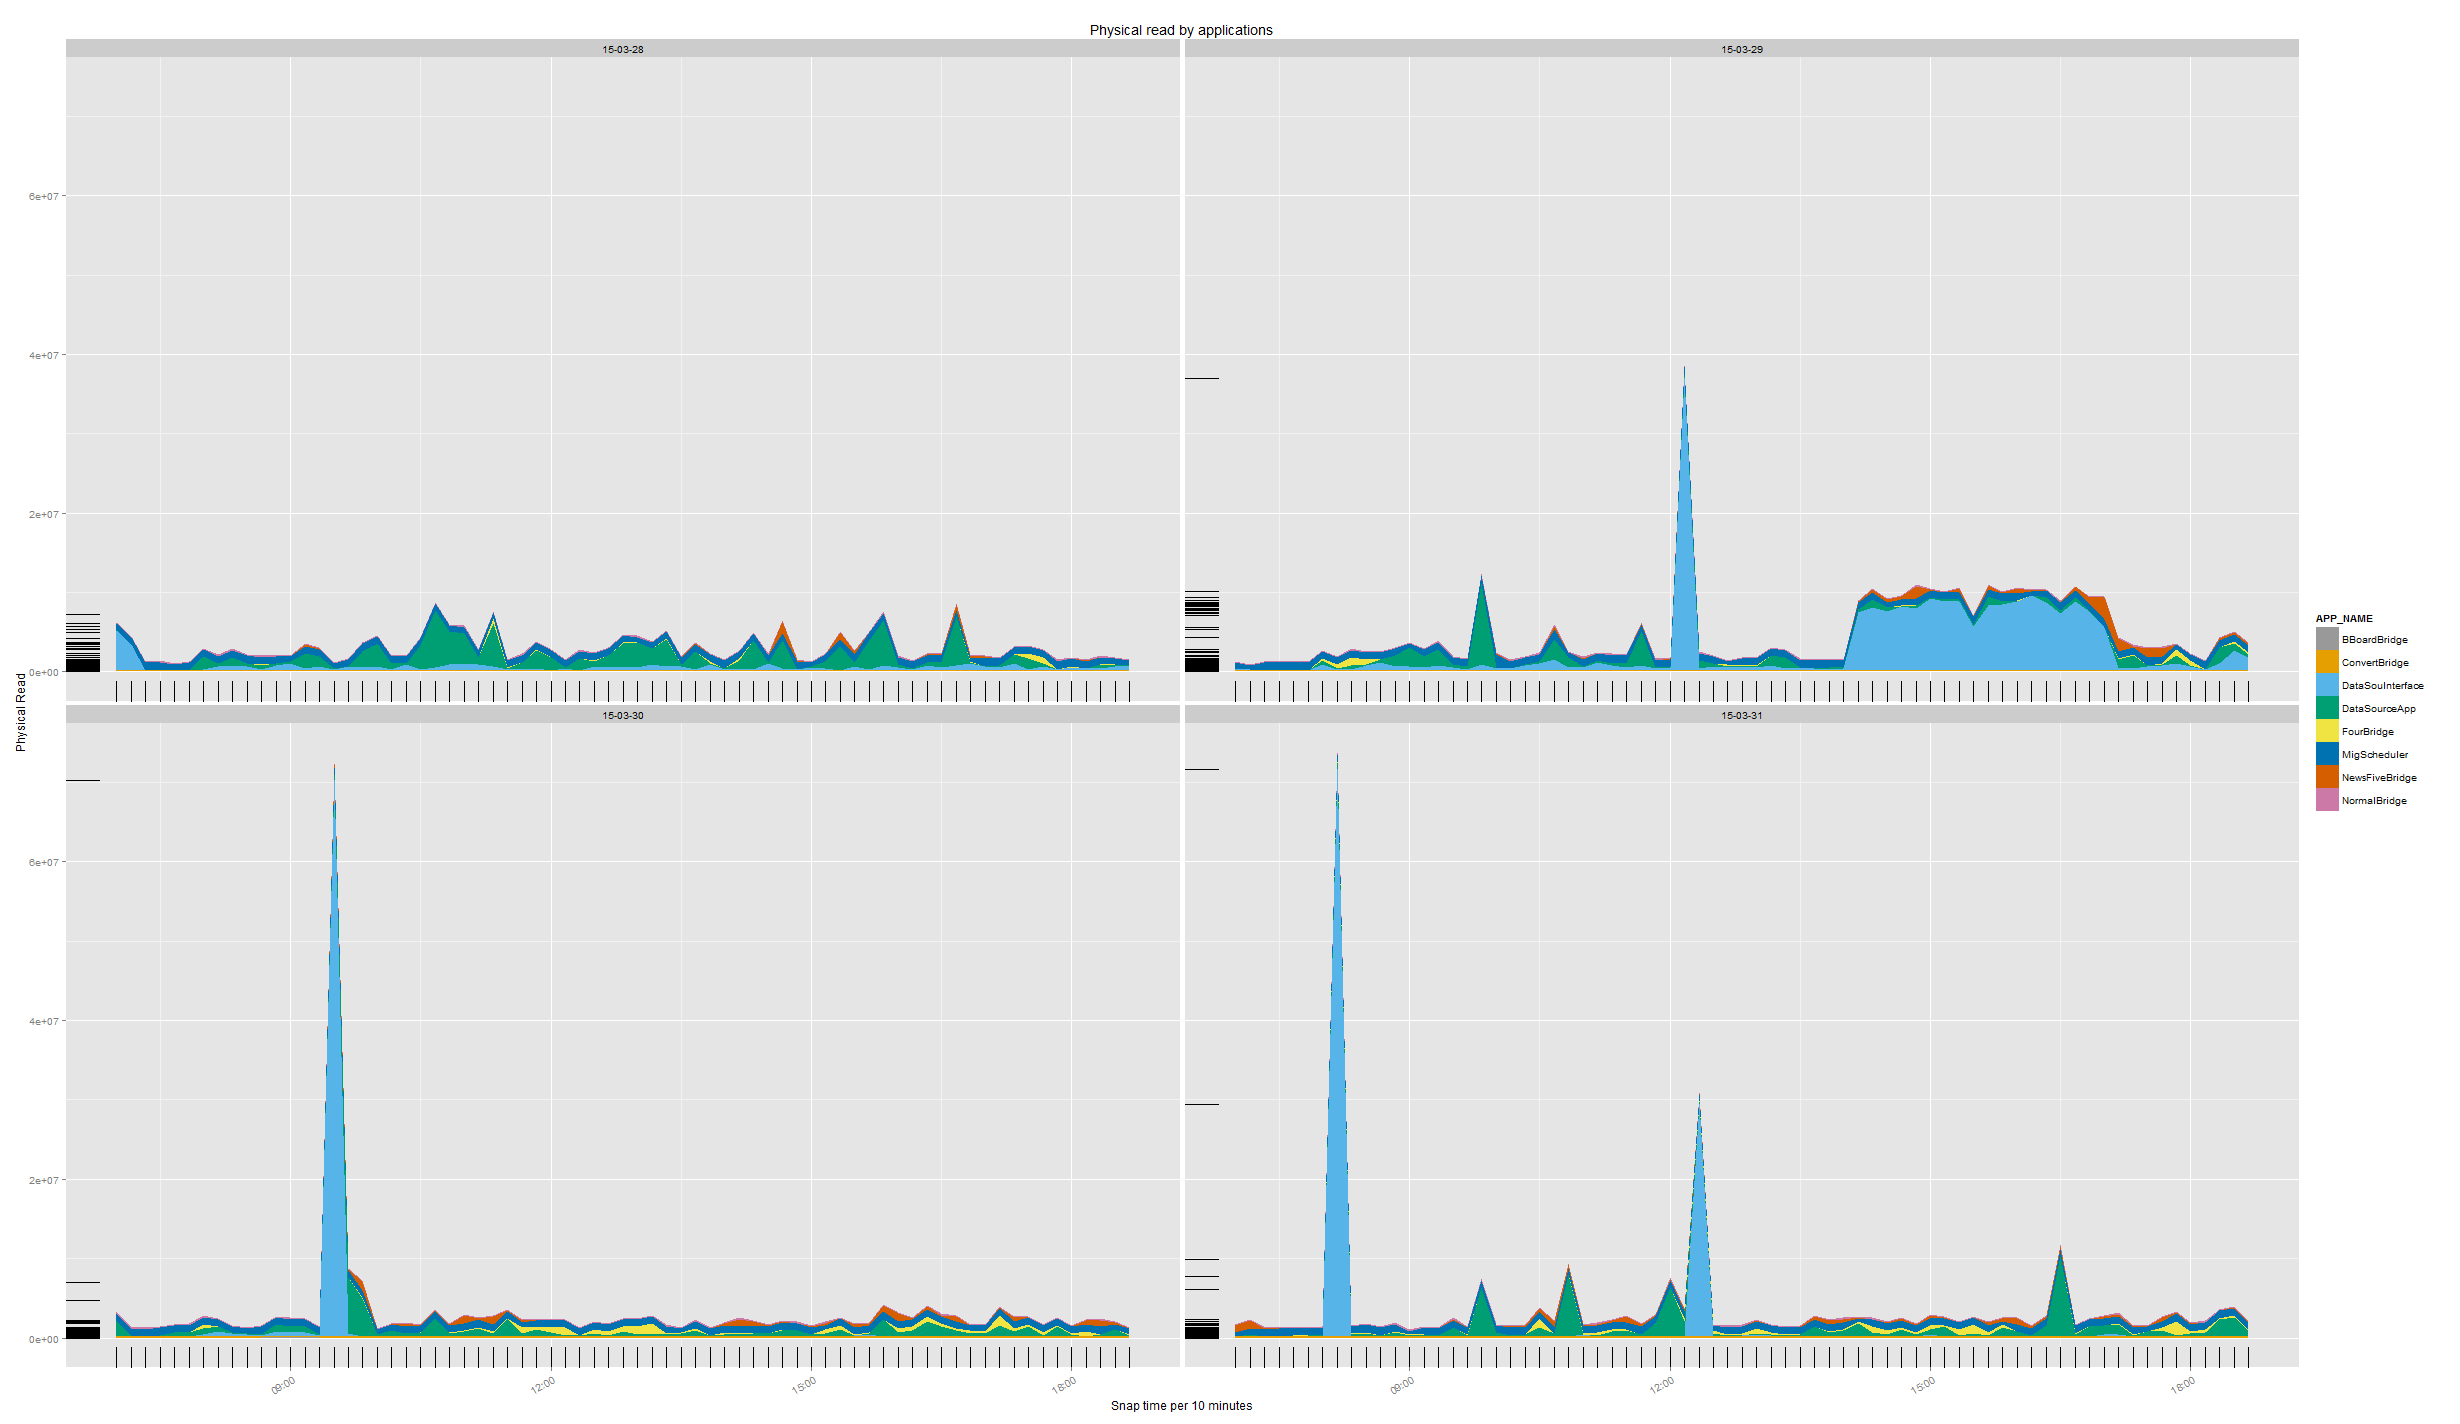 Physical read by applications
15-03-28
15-03-29
6e+07
4e+07
2e+07
0e+00
15-03-30
15-03-31
6e+07
4e+07
2e+07
0e+00
09:00
12:00
15:00
18:00
09:00
12:00
15:00
18:00
Physical Read
Snap time per 10 minutes
APP_NAME
BBoardBridge
ConvertBridge
DataSouInterface
DataSourceApp
FourBridge
MigScheduler
NewsFiveBridge
NormalBridge